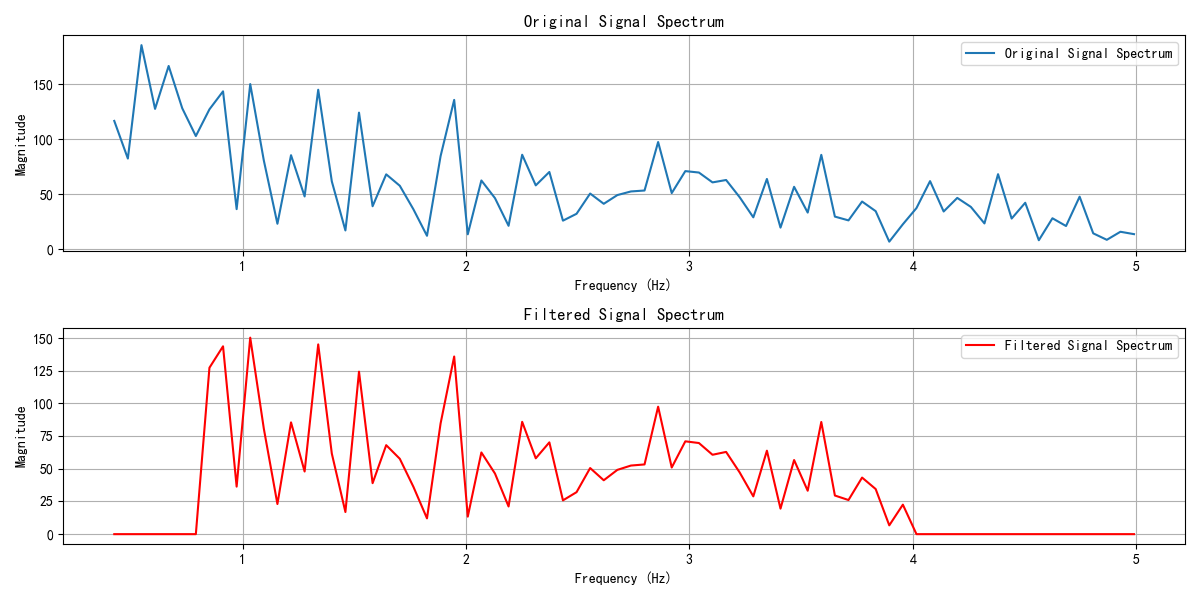 Original Signal Spectrum
Original Signal Spectrum
Magnitude
150
100
50
0
1 2 3 4 5
Frequency (Hz)
Filtered Signal Spectrum
Filtered Signal Spectrum
Magnitude
150
125
100
75
50
25
0
1 2 3 4 5
Frequency (Hz)